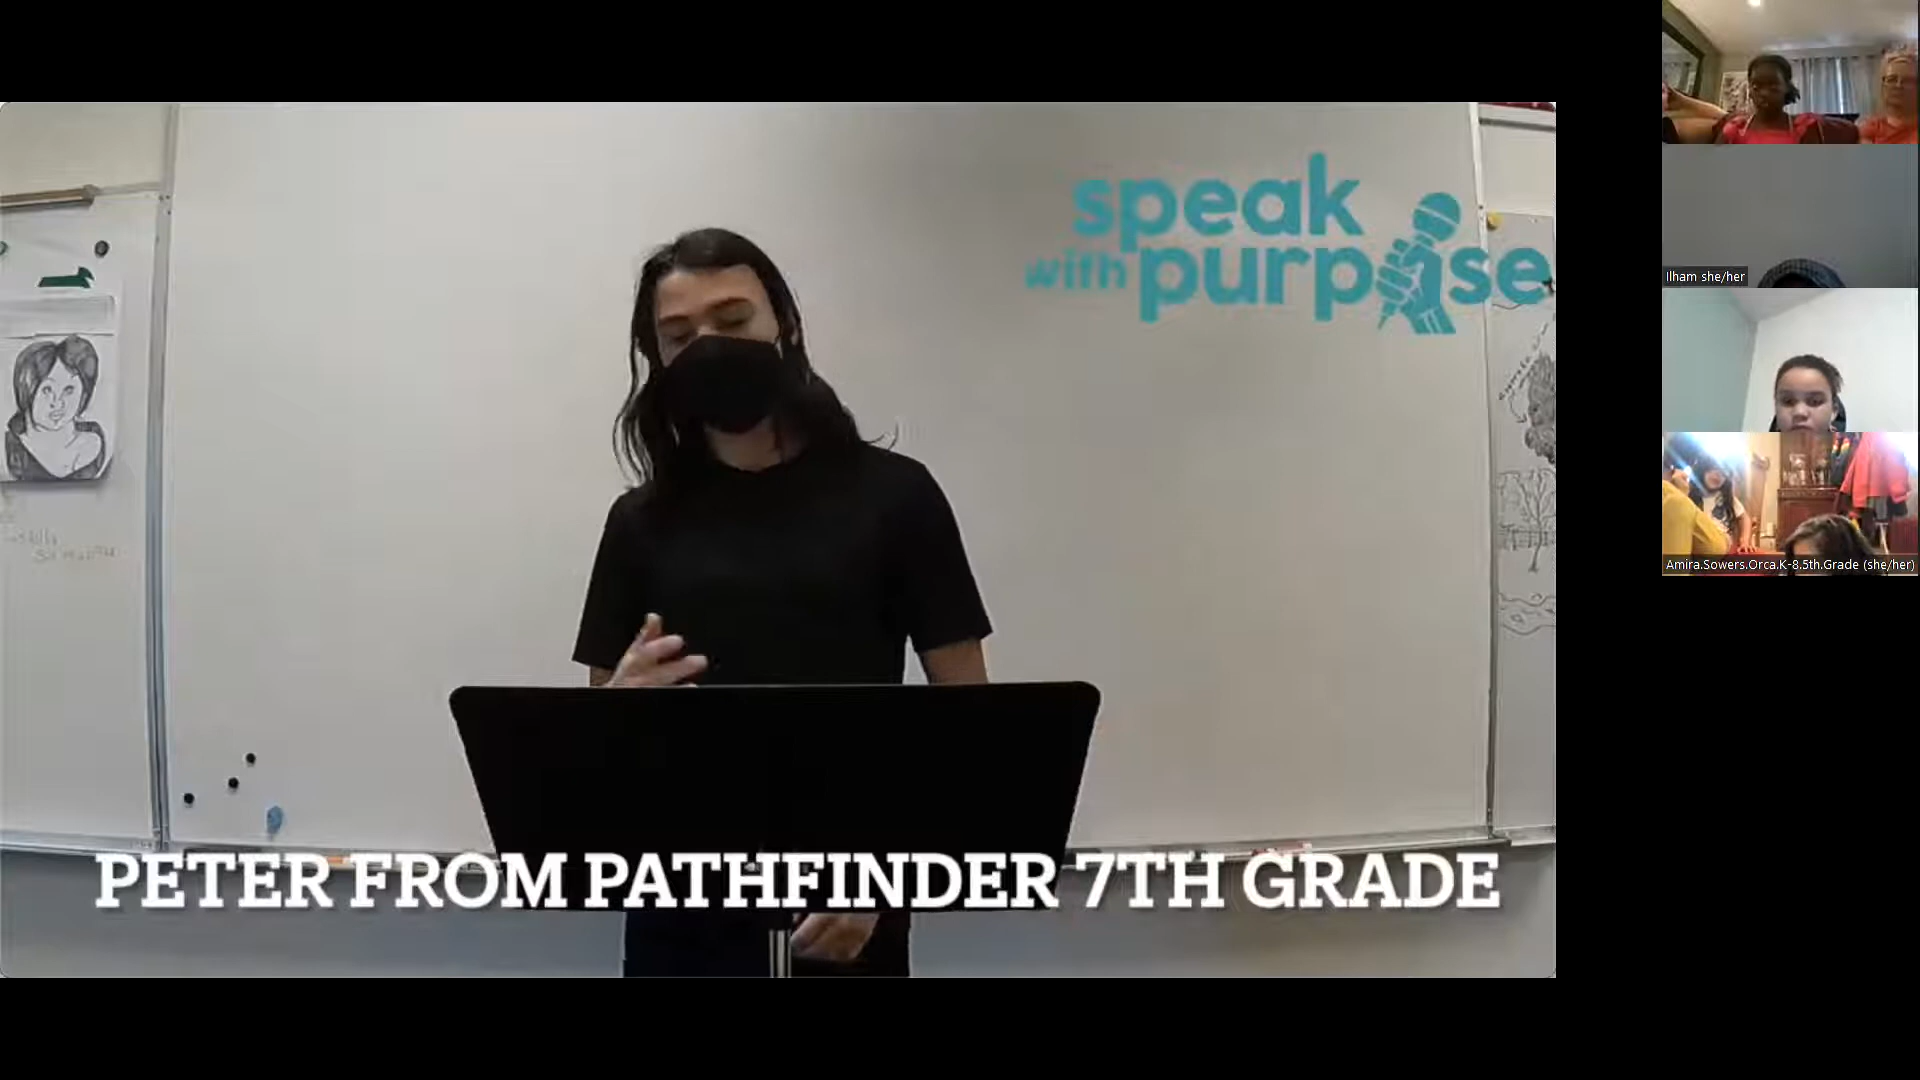 speak
with purpose
Ilham she/her
Amira.Sowers.Orca.K-8.5th.Grade (she/her)
PETER FROM PATHFINDER 7TH GRADE